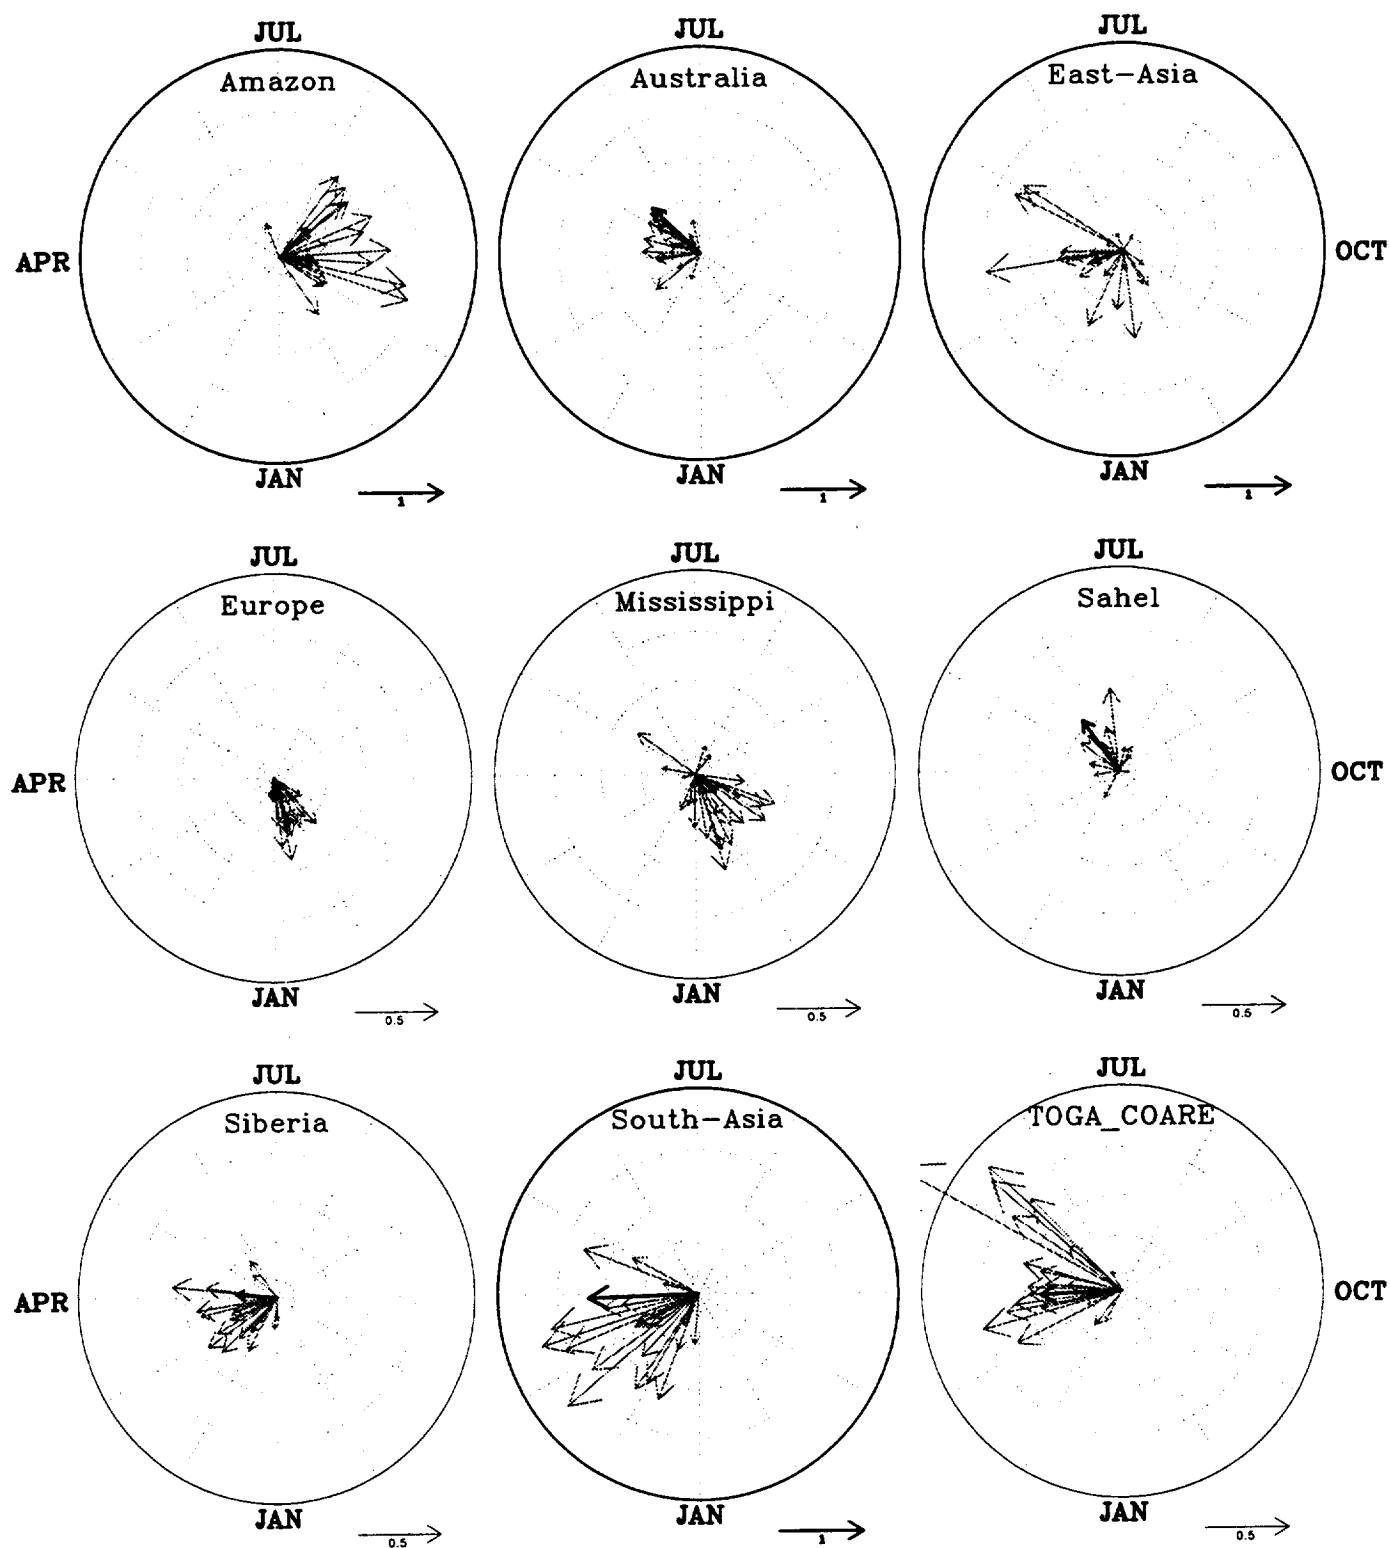 JUL JUL JUL
Amazon Australia East-Asia
APR OCT
JAN JAN JAN
1 1 1
JUL JUL JUL
Europe Mississippi Sahel
APR OCT
JAN JAN JAN
0.5 0.5 0.5
JUL JUL JUL
Siberia South-Asia TOGA_COARE
APR OCT
JAN JAN JAN
0.5 1 0.5